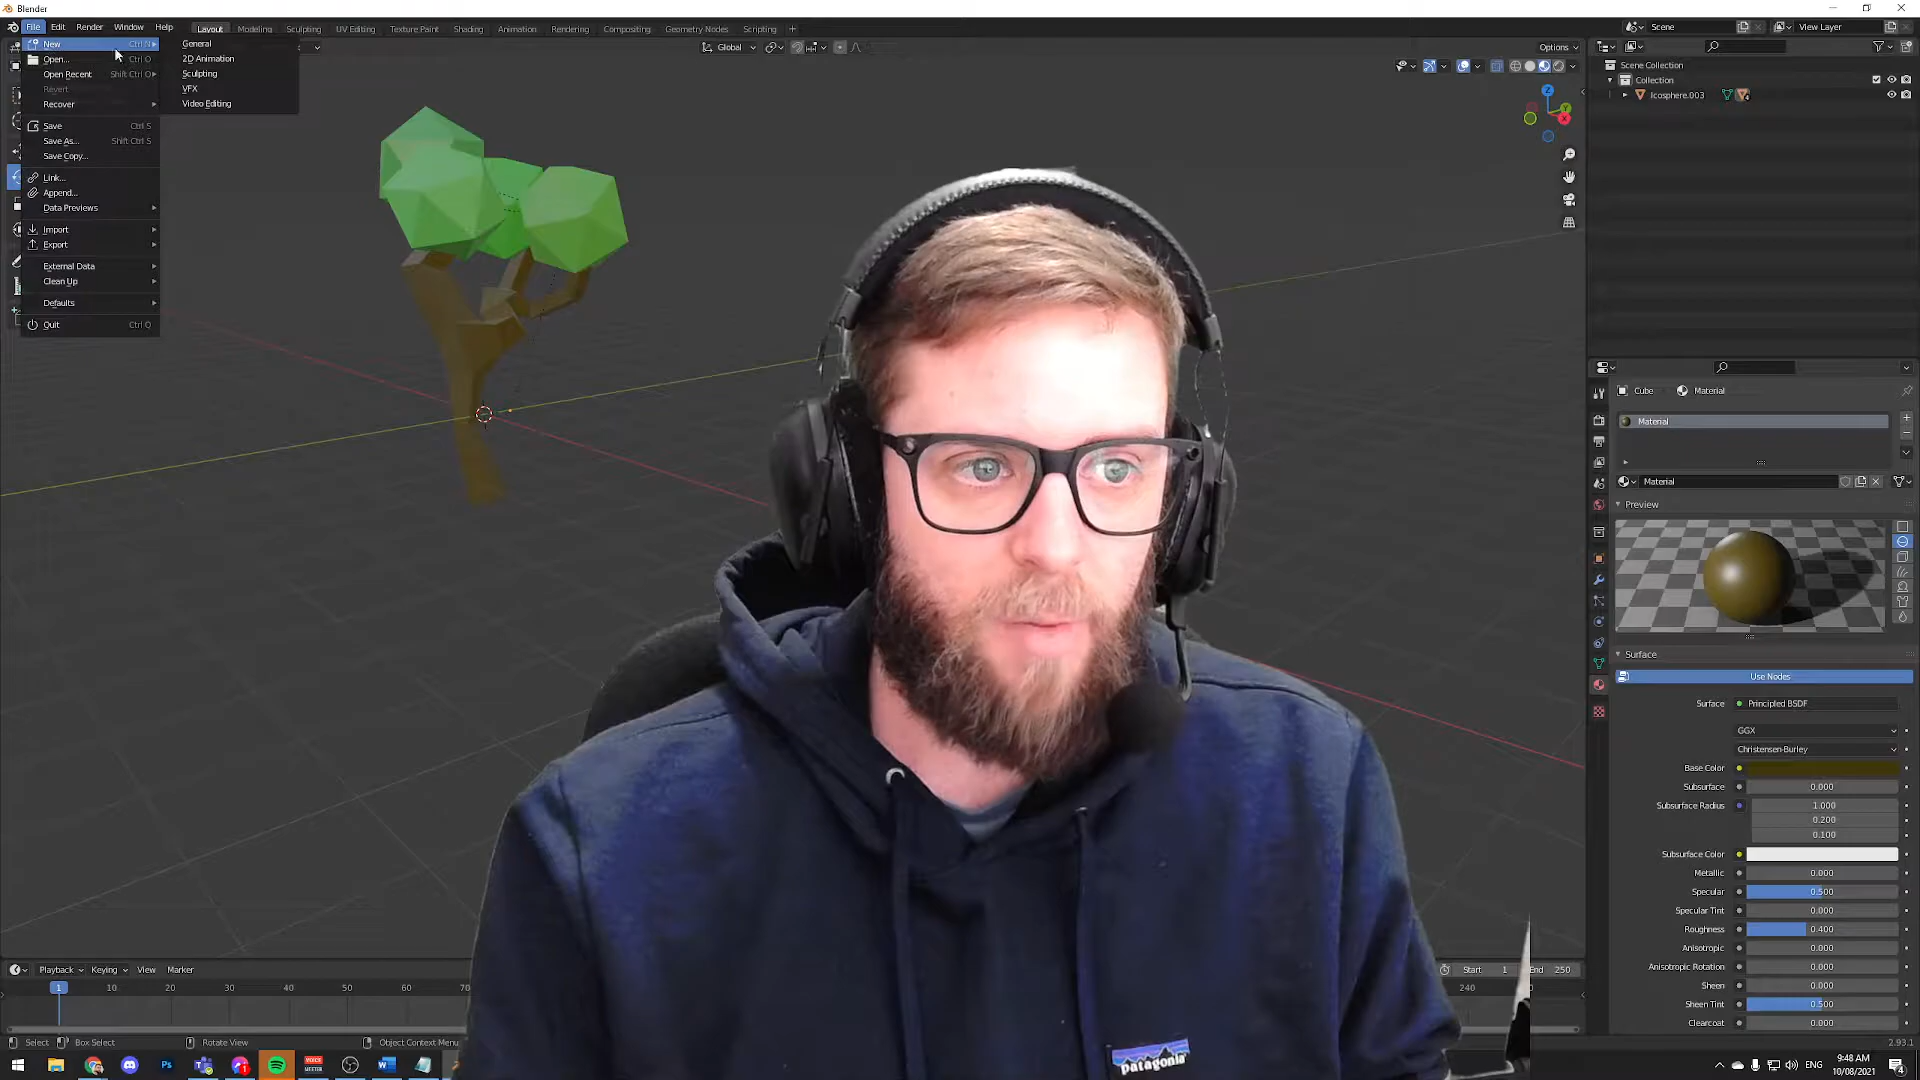 Blender
File Edit Render Window Help Layout Modeling Sculpting UV Editing Texture Paint Shading Animation Rendering Compositing Geometry Nodes Scripting + Scene View Layer
New Ctrl N General
Open... Ctrl O 2D Animation
Open Recent Shift Ctrl O Sculpting
Revert VFX
Recover Video Editing
Save Ctrl S
Save As... Shift Ctrl S
Save Copy...
Link...
Append...
Data Previews
Import
Export
External Data
Clean Up
Defaults
Quit Ctrl Q
Global Options
Z
Y
X
Scene Collection
Collection
Icosphere.003
Cube Material
Material
Material
Preview
Surface
Use Nodes
Surface Principled BSDF
GGX
Christensen-Burley
Base Color
Subsurface 0.000
Subsurface Radius 1.000
0.200
0.100
Subsurface Color
Metallic 0.000
Specular 0.500
Specular Tint 0.000
Roughness 0.400
Anisotropic 0.000
Anisotropic Rotation 0.000
Sheen 0.000
Sheen Tint 0.500
Clearcoat 0.000
Playback Keying View Marker Start 1 End 250
1 10 20 30 40 50 60 70 240
Select Box Select Rotate View Object Context Menu 2.93.1
patagonia
Ps VOICE MEETER ENG 9:48 AM
10/08/2021